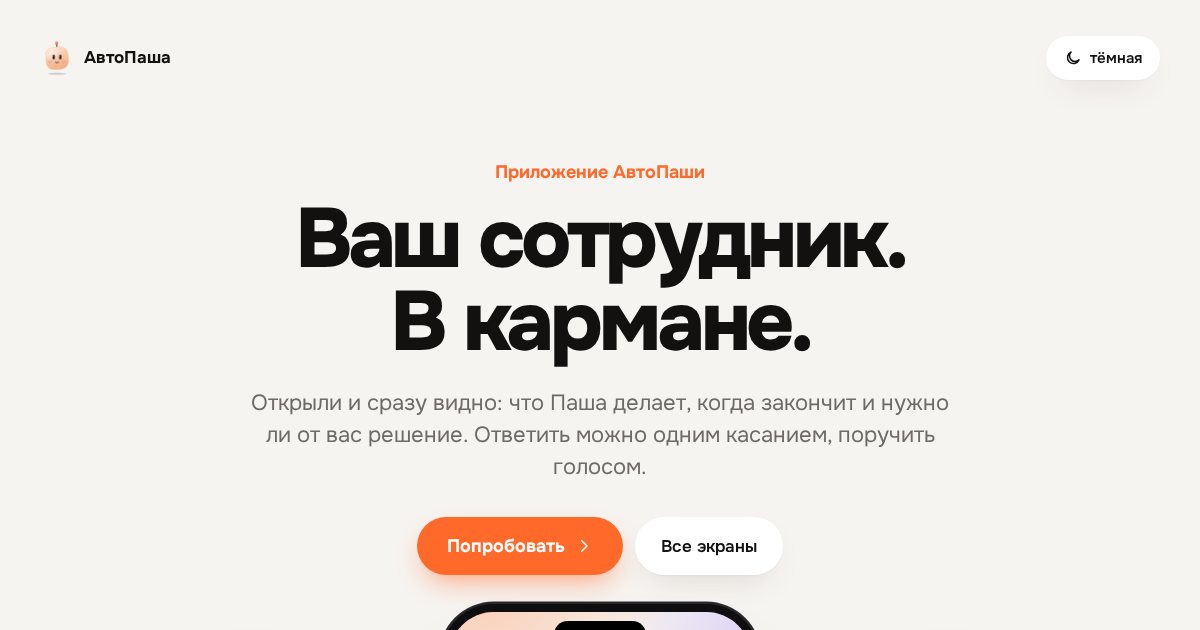 АвтоПаша
тёмная
Приложение АвтоПаши
Ваш сотрудник.
В кармане.
Открыли и сразу видно: что Паша делает, когда закончит и нужно
ли от вас решение. Ответить можно одним касанием, поручить
голосом.
Попробовать
Все экраны